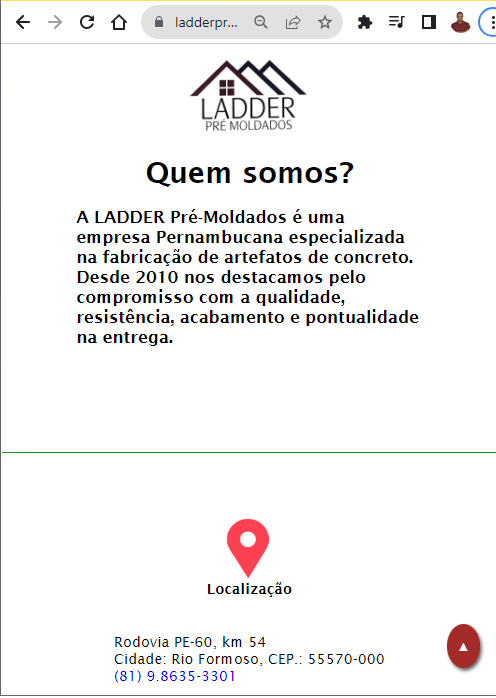 ladderpr...
LADDER
PRÉ MOLDADOS
Quem somos?
A LADDER Pré-Moldados é uma
empresa Pernambucana especializada
na fabricação de artefatos de concreto.
Desde 2010 nos destacamos pelo
compromisso com a qualidade,
resistência, acabamento e pontualidade
na entrega.
Localização
Rodovia PE-60, km 54
Cidade: Rio Formoso, CEP.: 55570-000
(81) 9.8635-3301